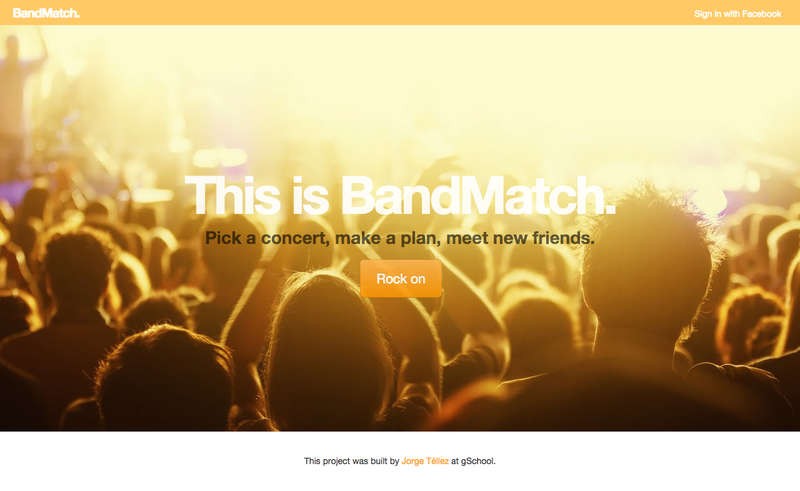 BandMatch.
Sign in with Facebook
This is BandMatch.
Pick a concert, make a plan, meet new friends.
Rock on
This project was built by Jorge Téllez at gSchool.